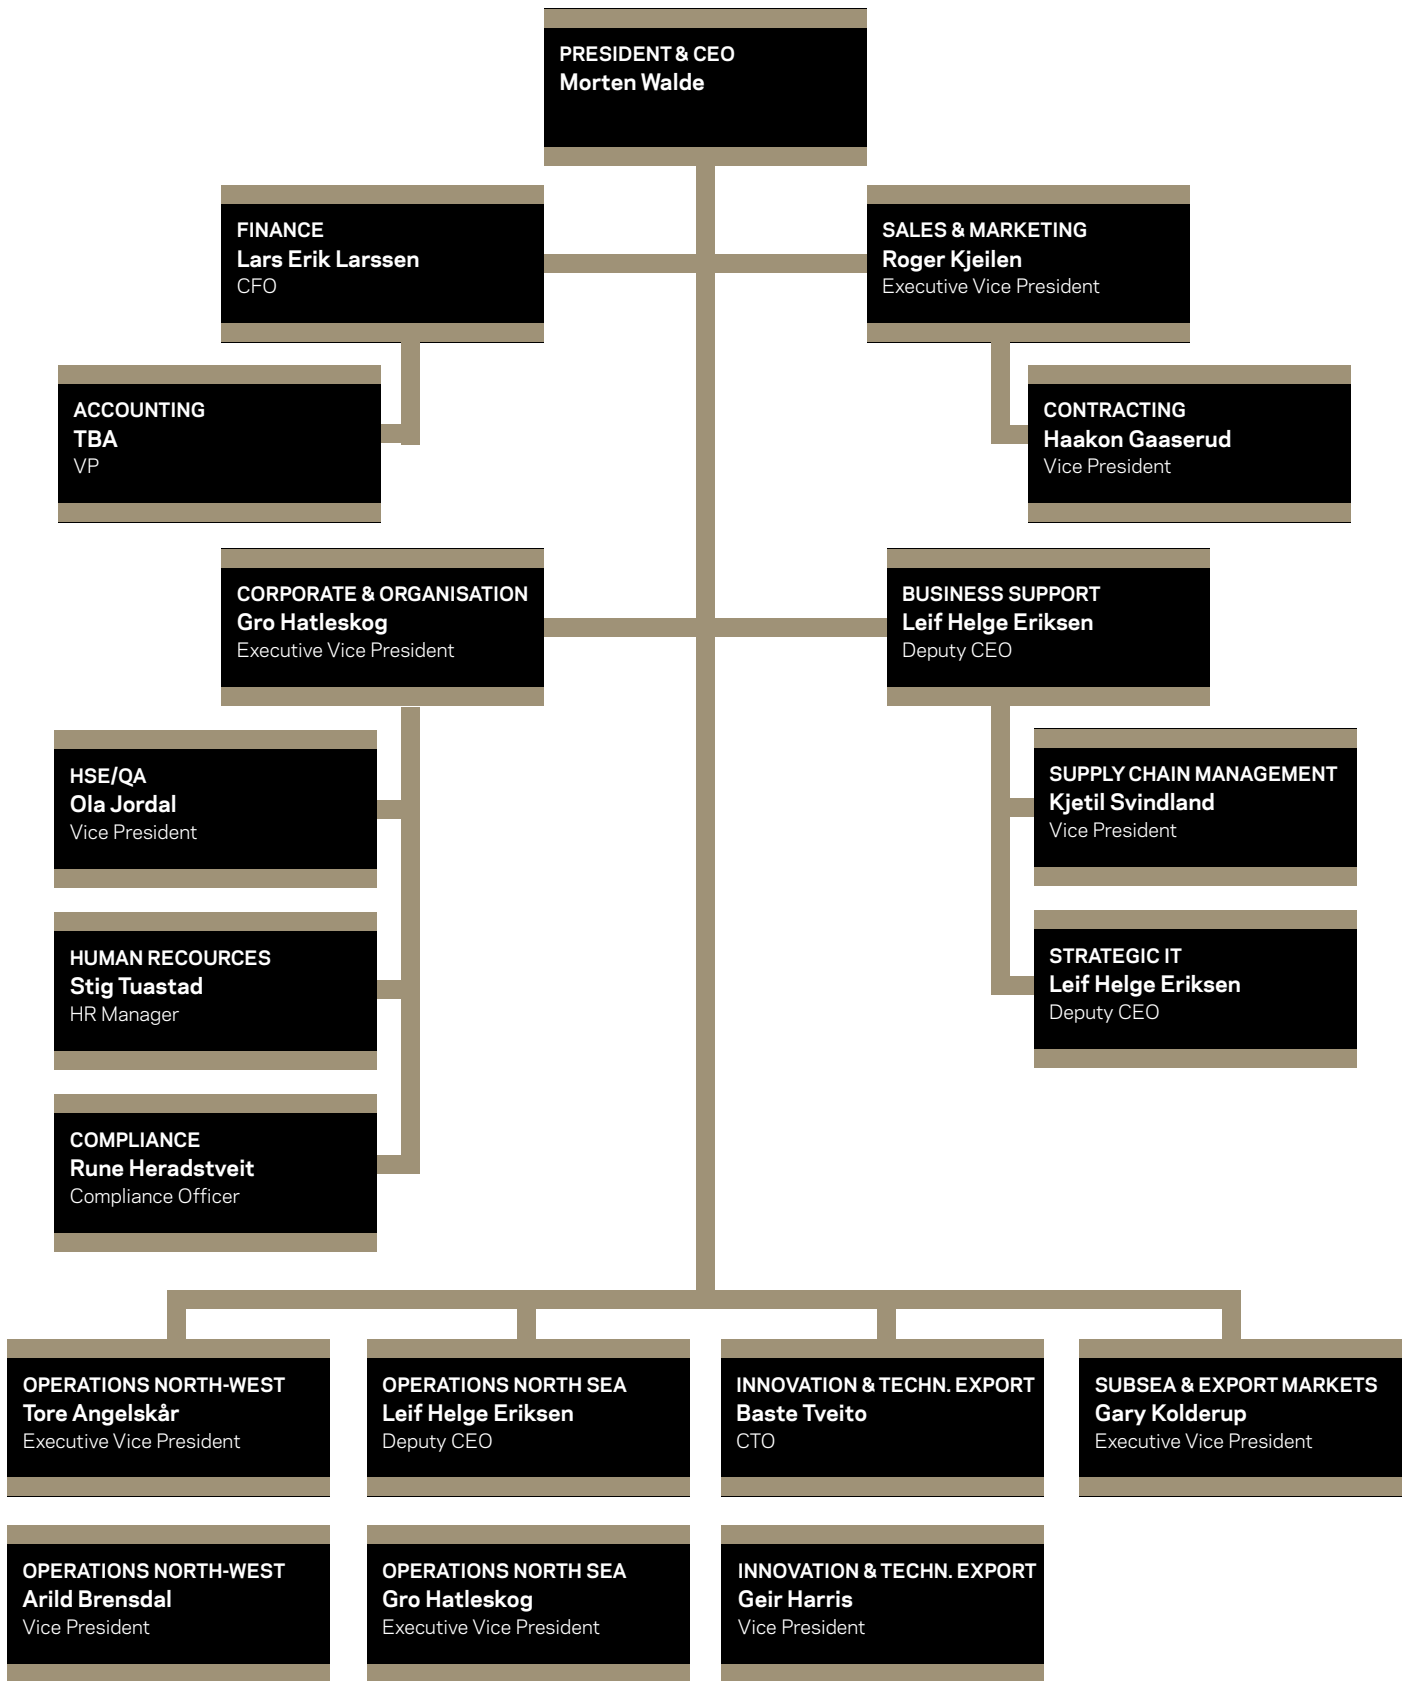 PRESIDENT & CEO
Morten Walde
FINANCE
Lars Erik Larssen
CFO
SALES & MARKETING
Roger Kjeilen
Executive Vice President
ACCOUNTING
TBA
VP
CONTRACTING
Haakon Gaaserud
Vice President
CORPORATE & ORGANISATION
Gro Hatleskog
Executive Vice President
BUSINESS SUPPORT
Leif Helge Eriksen
Deputy CEO
HSE/QA
Ola Jordal
Vice President
SUPPLY CHAIN MANAGEMENT
Kjetil Svindland
Vice President
HUMAN RECOURCES
Stig Tuastad
HR Manager
STRATEGIC IT
Leif Helge Eriksen
Deputy CEO
COMPLIANCE
Rune Heradstveit
Compliance Officer
OPERATIONS NORTH-WEST
Tore Angelskår
Executive Vice President
OPERATIONS NORTH SEA
Leif Helge Eriksen
Deputy CEO
INNOVATION & TECHN. EXPORT
Baste Tveito
CTO
SUBSEA & EXPORT MARKETS
Gary Kolderup
Executive Vice President
OPERATIONS NORTH-WEST
Arild Brensdal
Vice President
OPERATIONS NORTH SEA
Gro Hatleskog
Executive Vice President
INNOVATION & TECHN. EXPORT
Geir Harris
Vice President